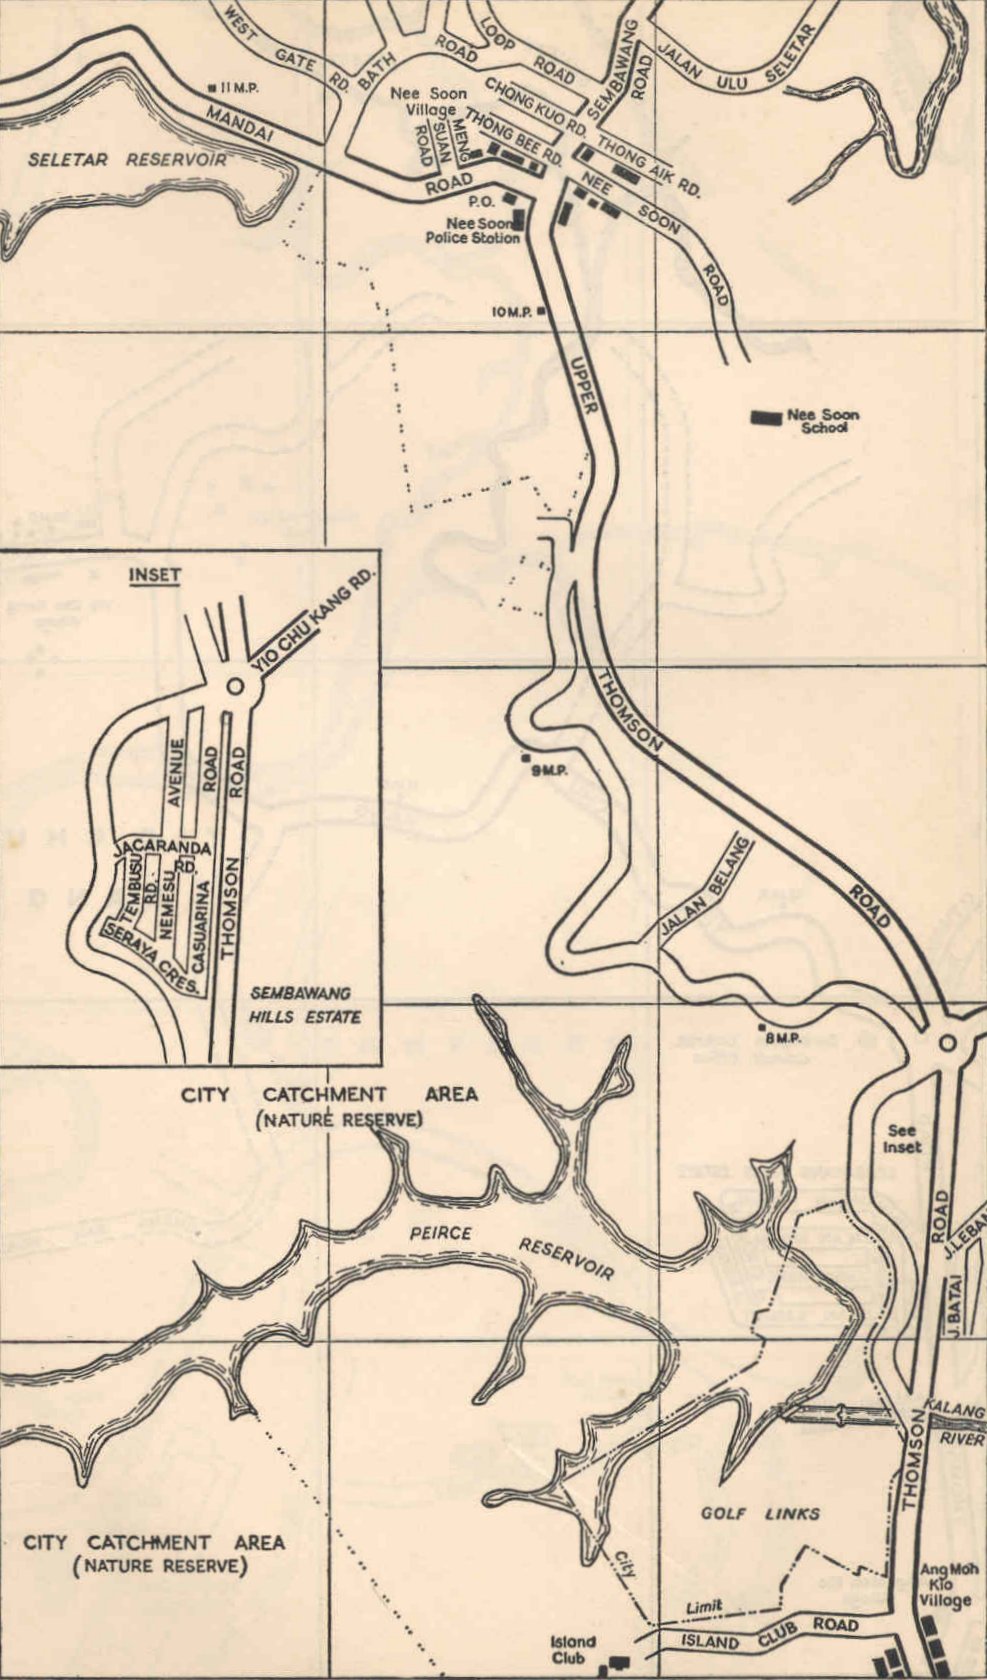 WEST
GATE RD.
BATH
ROAD
LOOP
ROAD
SEMBAWANG
ROAD
JALAN ULU SELETAR
11 M.P.
MANDAI
ROAD
Nee Soon
Village
CHONG KUO RD.
THONG BEE RD.
MENG
SUAN
ROAD
THONG AIK RD.
NEE SOON ROAD
SELETAR RESERVOIR
P.O.
Nee Soon
Police Station
10 M.P.
UPPER
THOMSON
ROAD
Nee Soon
School
INSET
YIO CHU KANG RD.
AVENUE
ROAD
ROAD
JACARANDA
RD.
TEMBUSU
RD.
NEMESU
CASUARINA
THOMSON
SERAYA CRES.
SEMBAWANG
HILLS ESTATE
9 M.P.
JALAN BELANG
8 M.P.
CITY CATCHMENT AREA
(NATURE RESERVE)
See
Inset
PEIRCE RESERVOIR
ROAD
J. BATAI
KALANG
RIVER
THOMSON
GOLF LINKS
CITY CATCHMENT AREA
(NATURE RESERVE)
City
Limit
Ang Moh
Kio
Village
Island
Club
ISLAND CLUB ROAD